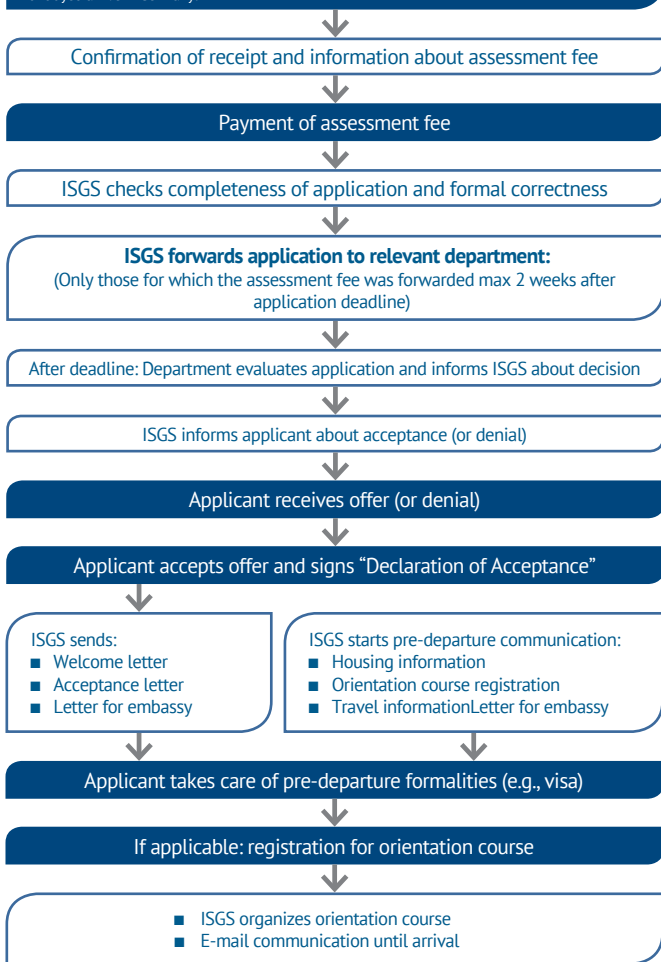 Confirmation of receipt and information about assessment fee
Payment of assessment fee
ISGS checks completeness of application and formal correctness
ISGS forwards application to relevant department:
(Only those for which the assessment fee was forwarded max 2 weeks after
application deadline)
After deadline: Department evaluates application and informs ISGS about decision
ISGS informs applicant about acceptance (or denial)
Applicant receives offer (or denial)
Applicant accepts offer and signs “Declaration of Acceptance”
ISGS sends:
■ Welcome letter
■ Acceptance letter
■ Letter for embassy
ISGS starts pre-departure communication:
■ Housing information
■ Orientation course registration
■ Travel informationLetter for embassy
Applicant takes care of pre-departure formalities (e.g., visa)
If applicable: registration for orientation course
■ ISGS organizes orientation course
■ E-mail communication until arrival